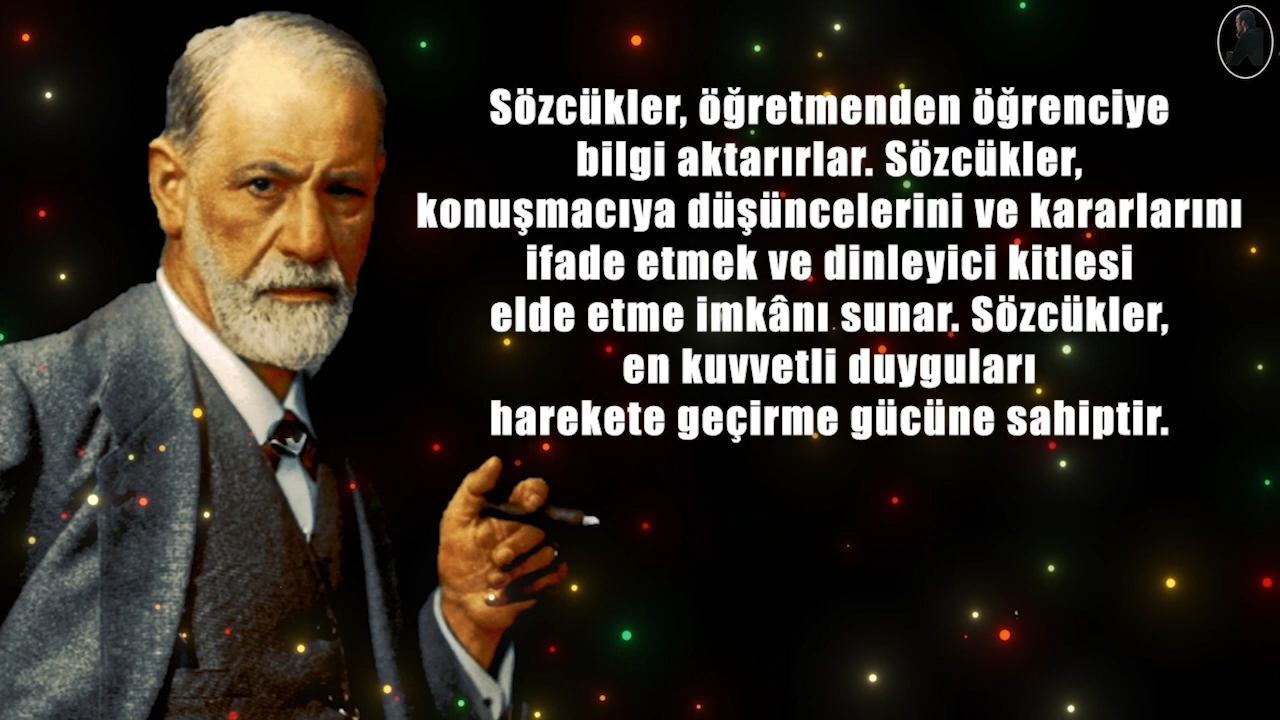 Sözcükler, öğretmenden öğrenciye
bilgi aktarırlar. Sözcükler,
konuşmacıya düşüncelerini ve kararlarını
ifade etmek ve dinleyici kitlesi
elde etme imkânı sunar. Sözcükler,
en kuvvetli duyguları
harekete geçirme gücüne sahiptir.